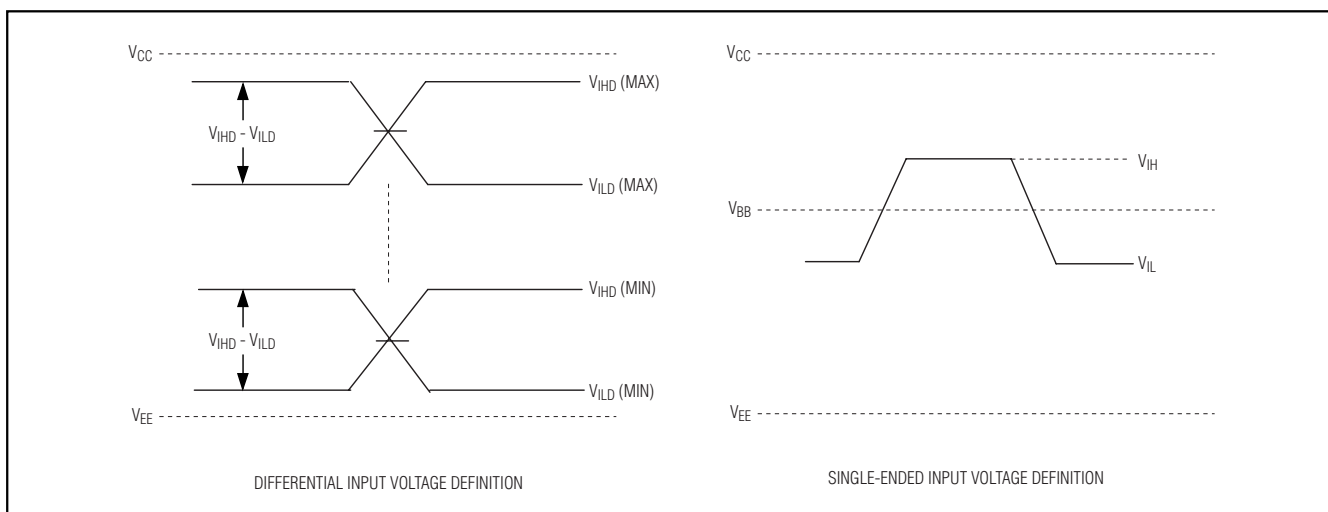 VCC
VIHD (MAX)
VIHD - VILD
VILD (MAX)
VIHD (MIN)
VIHD - VILD
VILD (MIN)
VEE
DIFFERENTIAL INPUT VOLTAGE DEFINITION
VCC
VIH
VBB
VIL
VEE
SINGLE-ENDED INPUT VOLTAGE DEFINITION